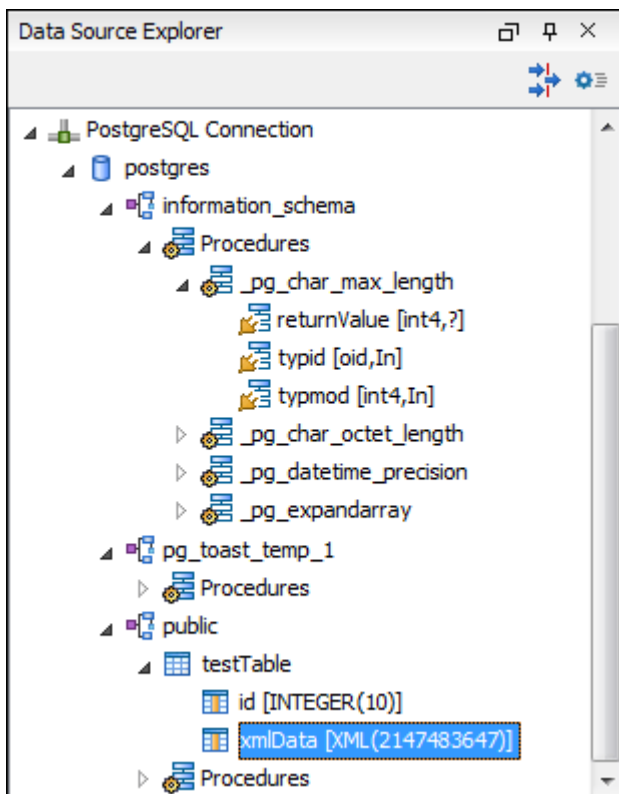 Data Source Explorer
PostgreSQL Connection
postgres
information_schema
Procedures
_pg_char_max_length
returnValue [int4,?]
typid [oid,In]
typmod [int4,In]
_pg_char_octet_length
_pg_datetime_precision
_pg_expandarray
pg_toast_temp_1
Procedures
public
testTable
id [INTEGER(10)]
xmlData [XML(2147483647)]
Procedures